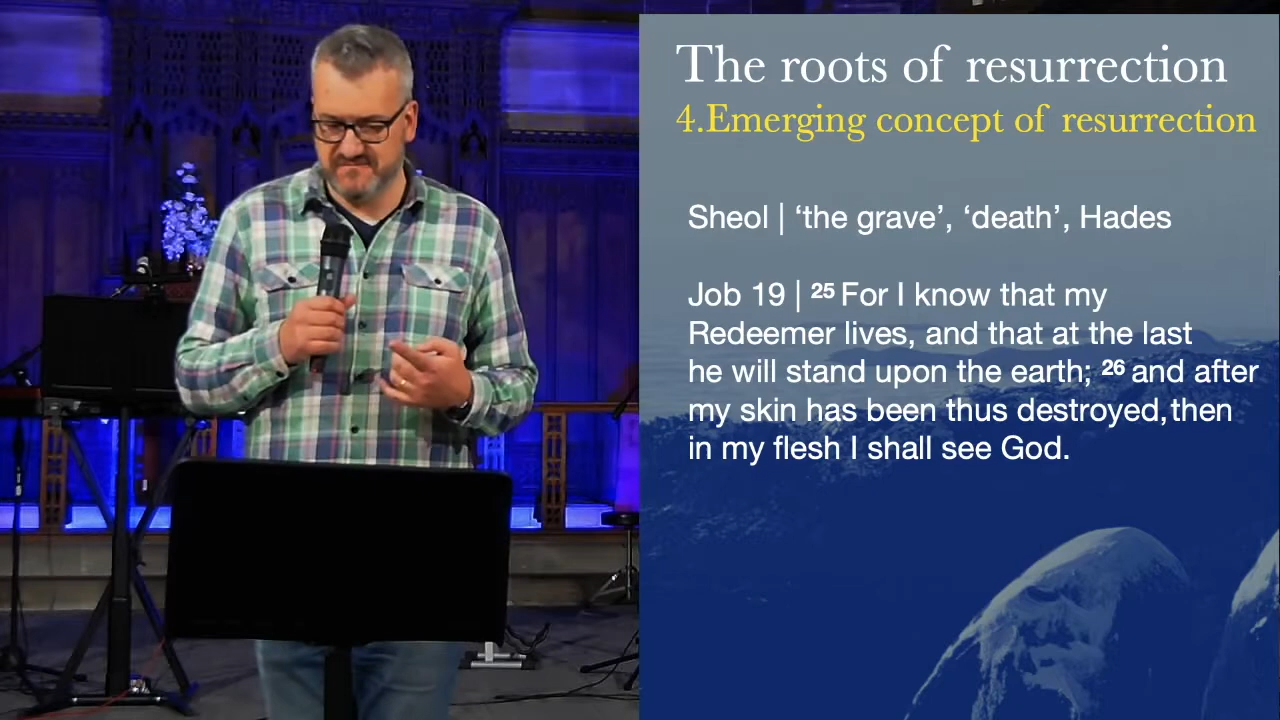 The roots of resurrection
4.Emerging concept of resurrection
Sheol | ‘the grave’, ‘death’, Hades
Job 19 | 25 For I know that my
Redeemer lives, and that at the last
he will stand upon the earth; 26 and after
my skin has been thus destroyed, then
in my flesh I shall see God.